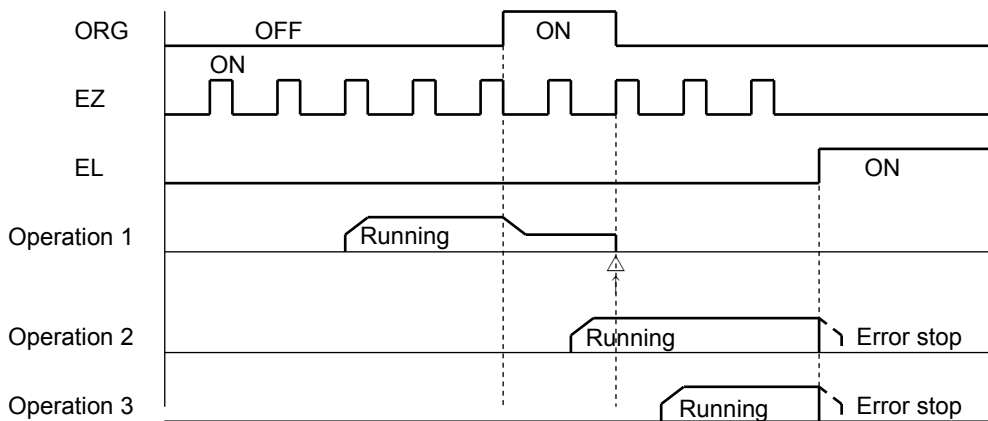 ORG OFF ON
ON
EZ
EL ON
Operation 1 Running
Operation 2 Running Error stop
Operation 3 Running Error stop